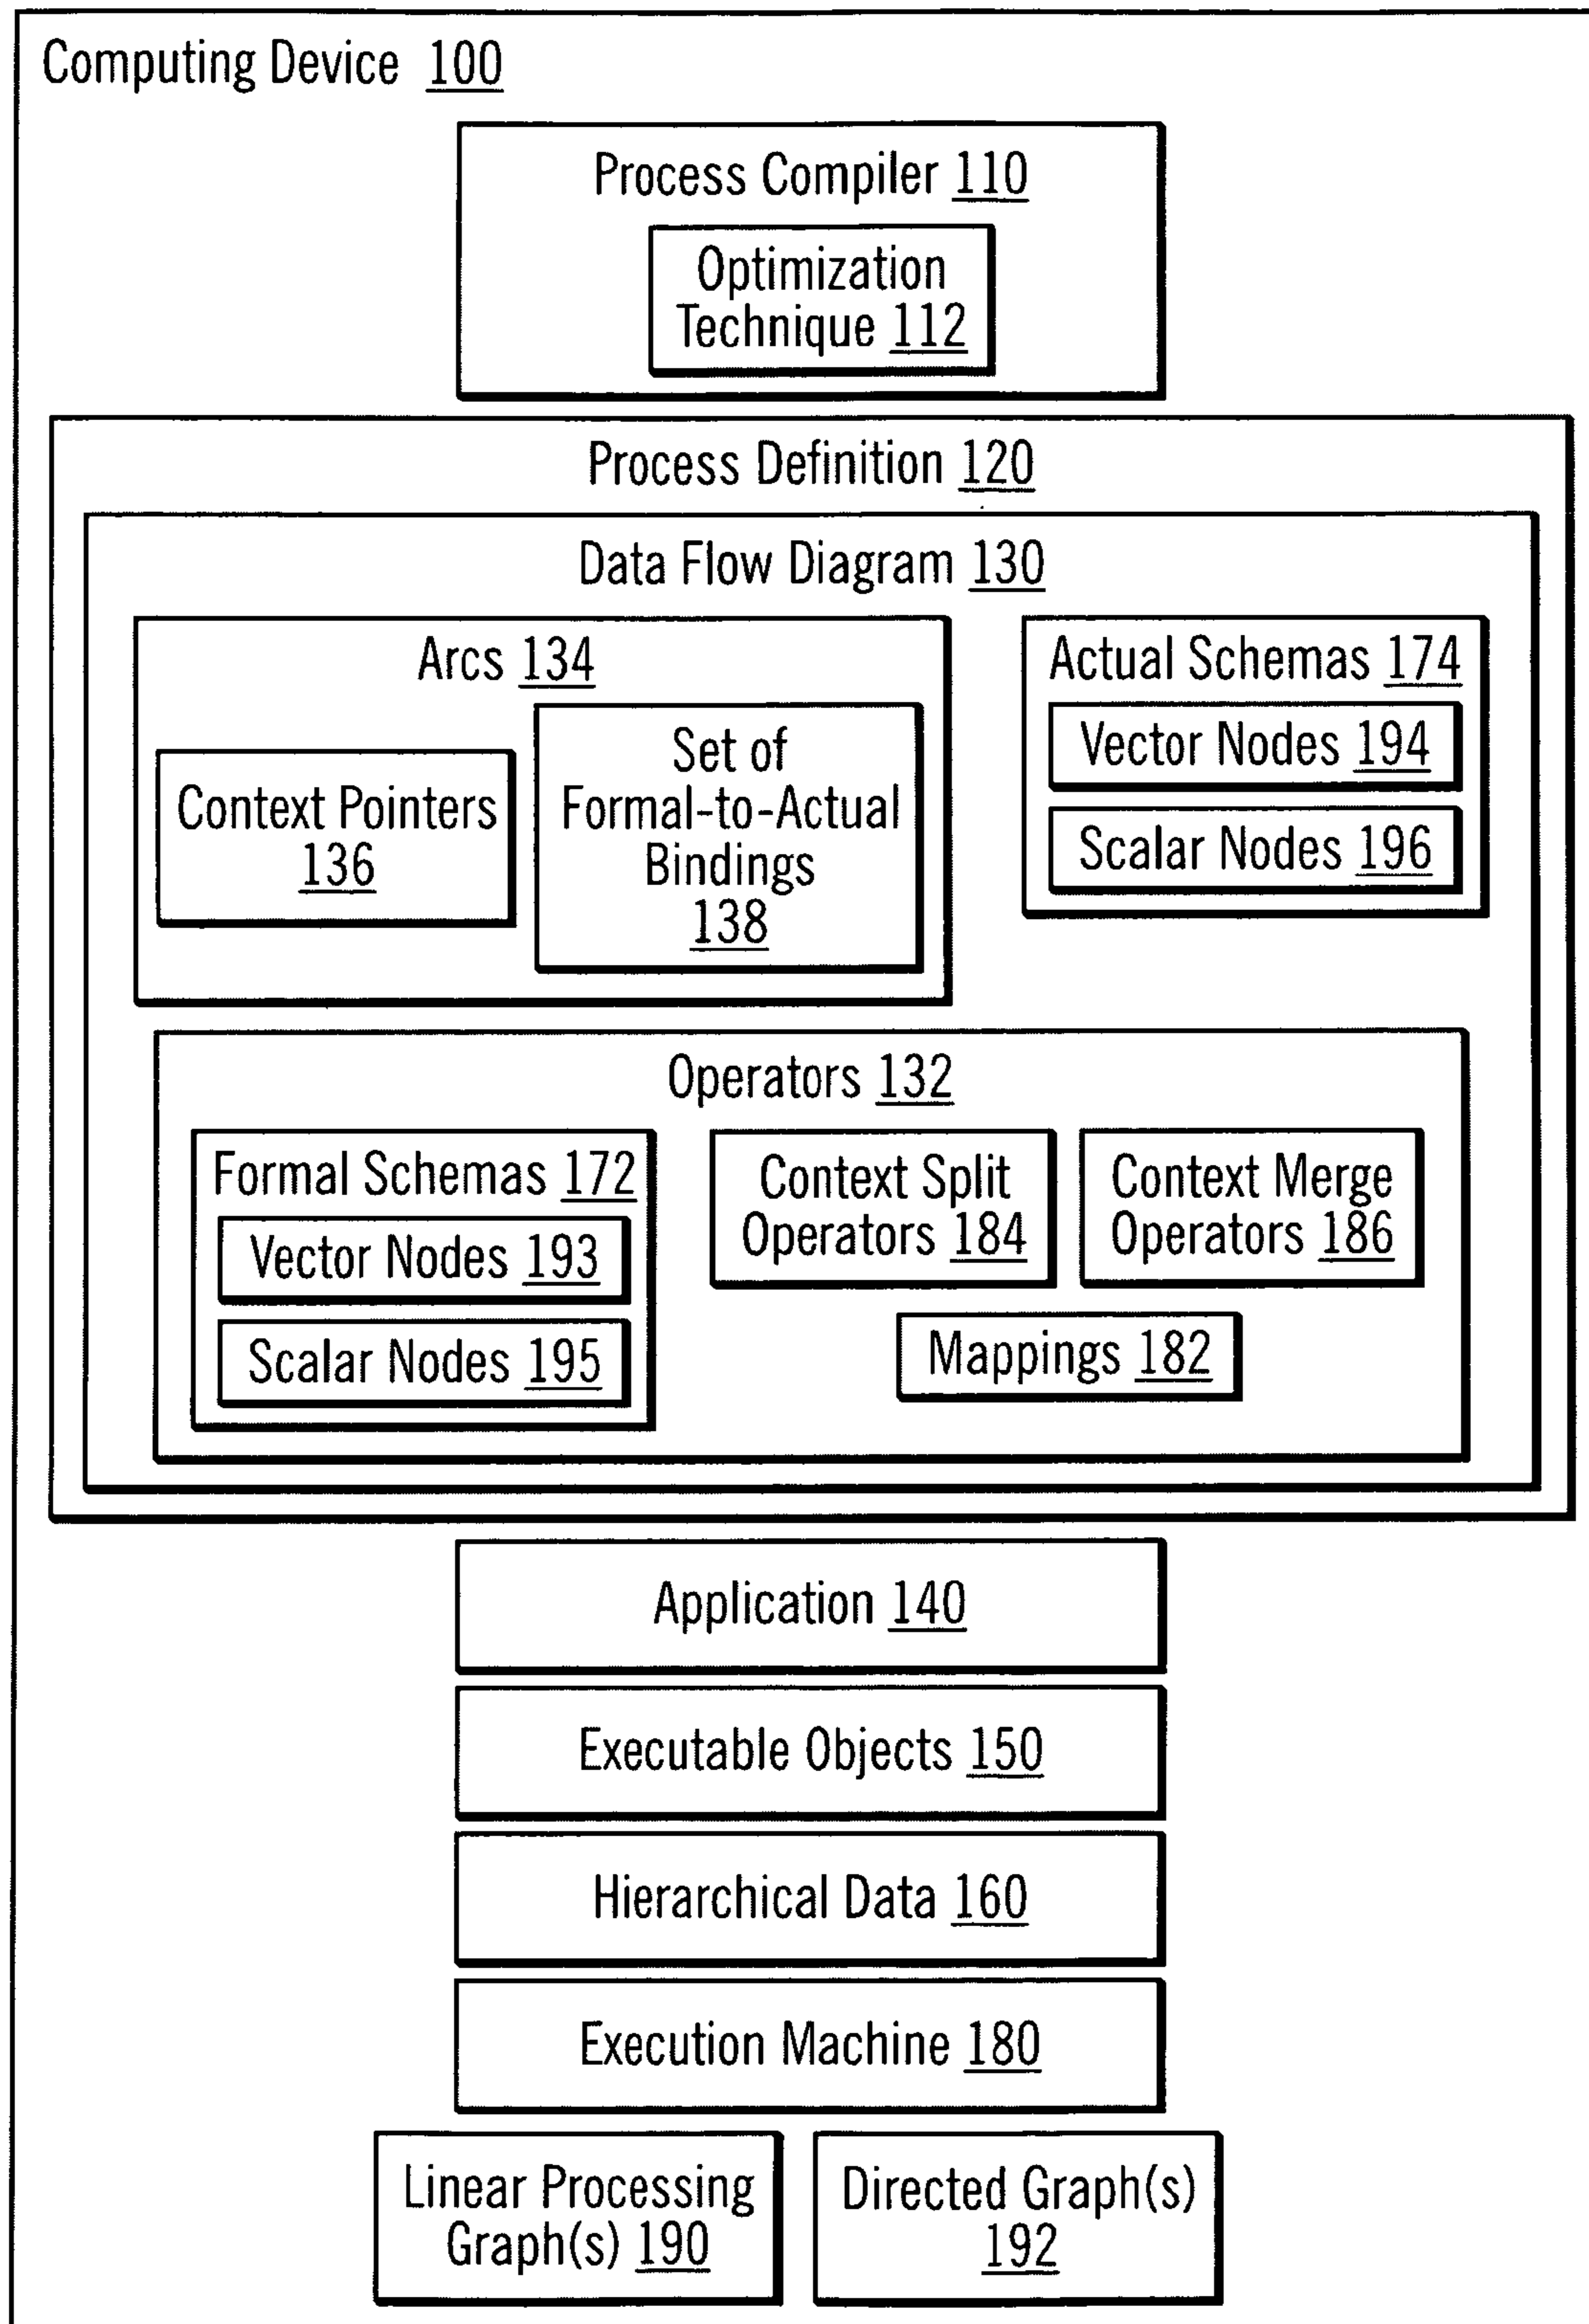 Computing Device 100
Process Compiler 110
Optimization
Technique 112
Process Definition 120
Data Flow Diagram 130
Arcs 134
Context Pointers
136
Set of
Formal-to-Actual
Bindings
138
Actual Schemas 174
Vector Nodes 194
Scalar Nodes 196
Operators 132
Formal Schemas 172
Vector Nodes 193
Scalar Nodes 195
Context Split
Operators 184
Context Merge
Operators 186
Mappings 182
Application 140
Executable Objects 150
Hierarchical Data 160
Execution Machine 180
Linear Processing
Graph(s) 190
Directed Graph(s)
192